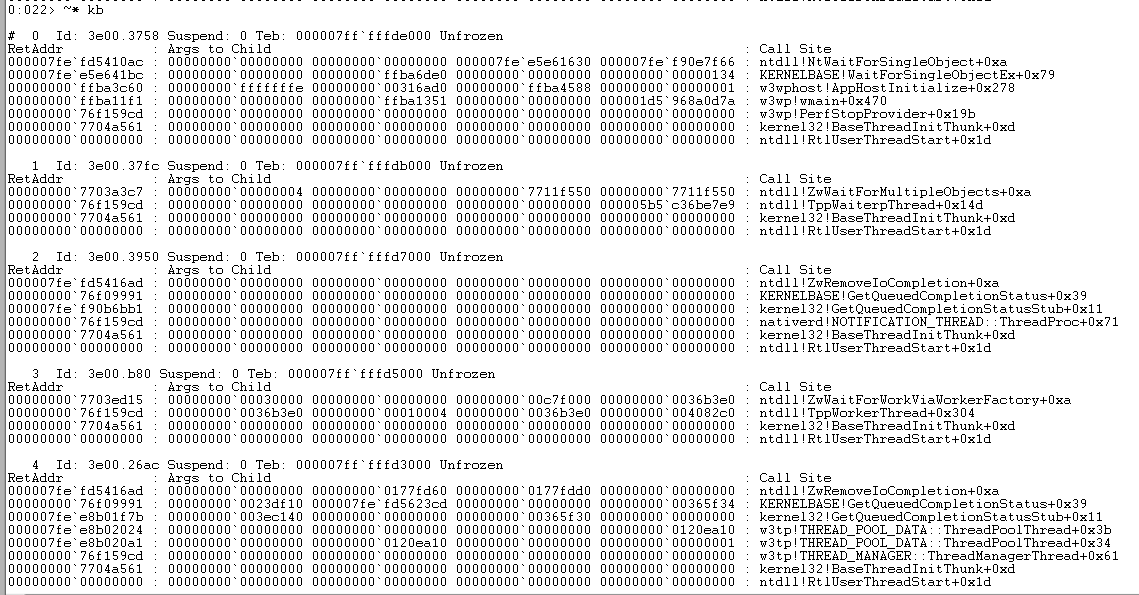 0:022> ~* kb
#  0  Id: 3e00.3758 Suspend: 0 Teb: 000007ff`fffde000 Unfrozen
RetAddr           : Args to Child                                                           : Call Site
000007fe`fd5410ac : 00000000`00000000 00000000`00000000 000007fe`e5e61630 000007fe`f90e7f66 : ntdll!NtWaitForSingleObject+0xa
000007fe`e5e641bc : 00000000`00000000 00000000`ffba6de0 00000000`00000000 00000000`00000134 : KERNELBASE!WaitForSingleObjectEx+0x79
00000000`ffba3c60 : ffffffff`fffffffe 00000000`00316ad0 00000000`ffba4588 00000000`00000001 : w3wphost!AppHostInitialize+0x278
00000000`ffba11f1 : 00000000`00000000 00000000`ffba1351 00000000`00000000 000001d5`968a0d7a : w3wp!wmain+0x470
00000000`76f159cd : 00000000`00000000 00000000`00000000 00000000`00000000 00000000`00000000 : w3wp!PerfStopProvider+0x19b
00000000`7704a561 : 00000000`00000000 00000000`00000000 00000000`00000000 00000000`00000000 : kernel32!BaseThreadInitThunk+0xd
00000000`00000000 : 00000000`00000000 00000000`00000000 00000000`00000000 00000000`00000000 : ntdll!RtlUserThreadStart+0x1d
1  Id: 3e00.37fc Suspend: 0 Teb: 000007ff`fffdb000 Unfrozen
RetAddr           : Args to Child                                                           : Call Site
00000000`7703a3c7 : 00000000`00000004 00000000`00000000 00000000`7711f550 00000000`7711f550 : ntdll!ZwWaitForMultipleObjects+0xa
00000000`76f159cd : 00000000`00000000 00000000`00000000 00000000`00000000 000005b5`c36be7e9 : ntdll!TppWaiterpThread+0x14d
00000000`7704a561 : 00000000`00000000 00000000`00000000 00000000`00000000 00000000`00000000 : kernel32!BaseThreadInitThunk+0xd
00000000`00000000 : 00000000`00000000 00000000`00000000 00000000`00000000 00000000`00000000 : ntdll!RtlUserThreadStart+0x1d
2  Id: 3e00.3950 Suspend: 0 Teb: 000007ff`fffd7000 Unfrozen
RetAddr           : Args to Child                                                           : Call Site
000007fe`fd5416ad : 00000000`00000000 00000000`00000000 00000000`00000000 00000000`00000000 : ntdll!ZwRemoveIoCompletion+0xa
00000000`76f09991 : 00000000`00000000 00000000`00000000 00000000`00000000 00000000`00000000 : KERNELBASE!GetQueuedCompletionStatus+0x39
000007fe`f90b6bb1 : 00000000`00000000 00000000`00000000 00000000`00000000 00000000`00000000 : kernel32!GetQueuedCompletionStatusStub+0x11
00000000`76f159cd : 00000000`00000000 00000000`00000000 00000000`00000000 00000000`00000000 : nativerd!NOTIFICATION_THREAD::ThreadProc+0x71
00000000`7704a561 : 00000000`00000000 00000000`00000000 00000000`00000000 00000000`00000000 : kernel32!BaseThreadInitThunk+0xd
00000000`00000000 : 00000000`00000000 00000000`00000000 00000000`00000000 00000000`00000000 : ntdll!RtlUserThreadStart+0x1d
3  Id: 3e00.b80 Suspend: 0 Teb: 000007ff`fffd5000 Unfrozen
RetAddr           : Args to Child                                                           : Call Site
00000000`7703ed15 : 00000000`00030000 00000000`00000000 00000000`00c7f000 00000000`0036b3e0 : ntdll!ZwWaitForWorkViaWorkerFactory+0xa
00000000`76f159cd : 00000000`0036b3e0 00000000`00010004 00000000`0036b3e0 00000000`004082c0 : ntdll!TppWorkerThread+0x304
00000000`7704a561 : 00000000`00000000 00000000`00000000 00000000`00000000 00000000`00000000 : kernel32!BaseThreadInitThunk+0xd
00000000`00000000 : 00000000`00000000 00000000`00000000 00000000`00000000 00000000`00000000 : ntdll!RtlUserThreadStart+0x1d
4  Id: 3e00.26ac Suspend: 0 Teb: 000007ff`fffd3000 Unfrozen
RetAddr           : Args to Child                                                           : Call Site
000007fe`fd5416ad : 00000000`00000000 00000000`0177fd60 00000000`0177fdd0 00000000`00000000 : ntdll!ZwRemoveIoCompletion+0xa
00000000`76f09991 : 00000000`0023df10 000007fe`fd5623cd 00000000`00000000 00000000`00365f34 : KERNELBASE!GetQueuedCompletionStatus+0x39
000007fe`e8b01f7b : 00000000`003ec140 00000000`00000000 00000000`00365f30 00000000`00000000 : kernel32!GetQueuedCompletionStatusStub+0x11
000007fe`e8b02024 : 00000000`00000000 00000000`00000000 00000000`00000000 00000000`0120ea10 : w3tp!THREAD_POOL_DATA::ThreadPoolThread+0x3b
000007fe`e8b020a1 : 00000000`00000000 00000000`0120ea10 00000000`00000000 00000000`00000001 : w3tp!THREAD_POOL_DATA::ThreadPoolThread+0x34
00000000`76f159cd : 00000000`00000000 00000000`00000000 00000000`00000000 00000000`00000000 : w3tp!THREAD_MANAGER::ThreadManagerThread+0x61
00000000`7704a561 : 00000000`00000000 00000000`00000000 00000000`00000000 00000000`00000000 : kernel32!BaseThreadInitThunk+0xd
00000000`00000000 : 00000000`00000000 00000000`00000000 00000000`00000000 00000000`00000000 : ntdll!RtlUserThreadStart+0x1d